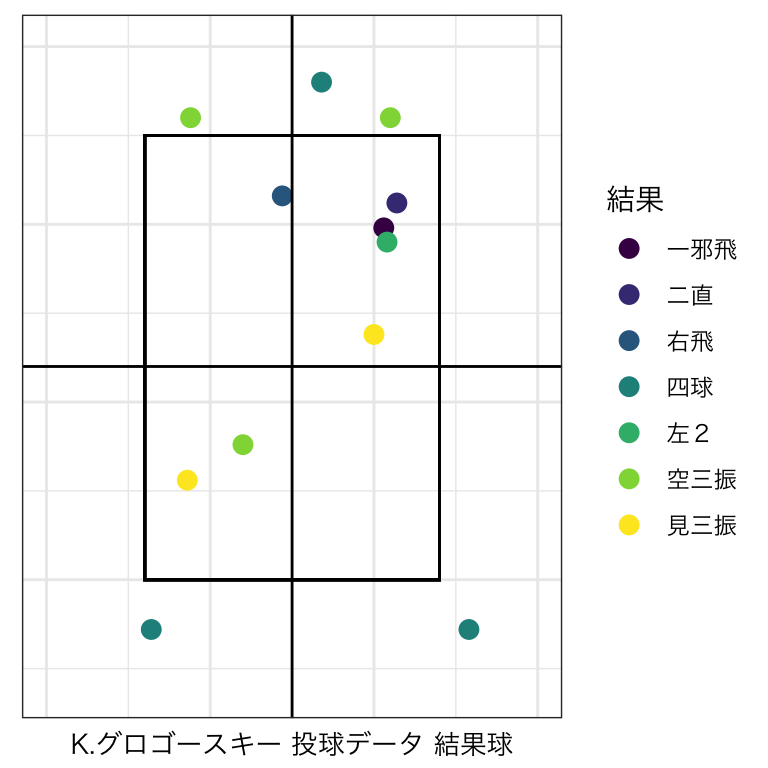 結果
一邪飛
二直
右飛
四球
左２
空三振
見三振
K.グロゴースキー 投球データ 結果球